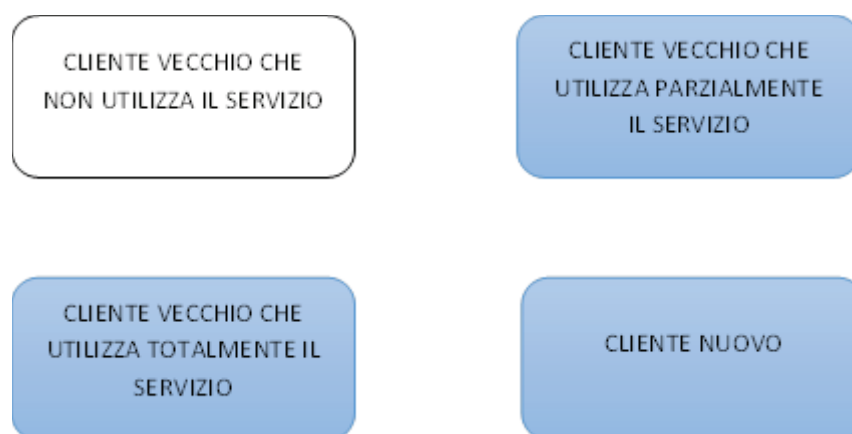 CLIENTE VECCHIO CHE
NON UTILIZZA IL SERVIZIO
CLIENTE VECCHIO CHE
UTILIZZA PARZIALMENTE
IL SERVIZIO
CLIENTE VECCHIO CHE
UTILIZZA TOTALMENTE IL
SERVIZIO
CLIENTE NUOVO